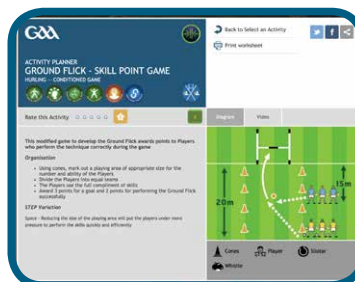 GAA
Back to Select an Activity
Print worksheet
ACTIVITY PLANNER
GROUND FLICK - SKILL POINT GAME
HURLING - CONDITIONED GAME
Rate this Activity
Diagram
Video
This modified game to develop the Ground Flick awards points to Players
who perform the technique correctly during the game
Organisation
Using cones, mark out a playing area of appropriate size for the
number and ability of the Players
Divide the Players into equal teams
The Players use the full compliment of skills
Award 3 points for a goal and 2 points for performing the Ground Flick
successfully
STEP Variation
Space - Reducing the size of the playing area will put the players under more
pressure to perform the skills quickly and efficiently
20m
15m
Cones
Player
Sliotar
Whistle